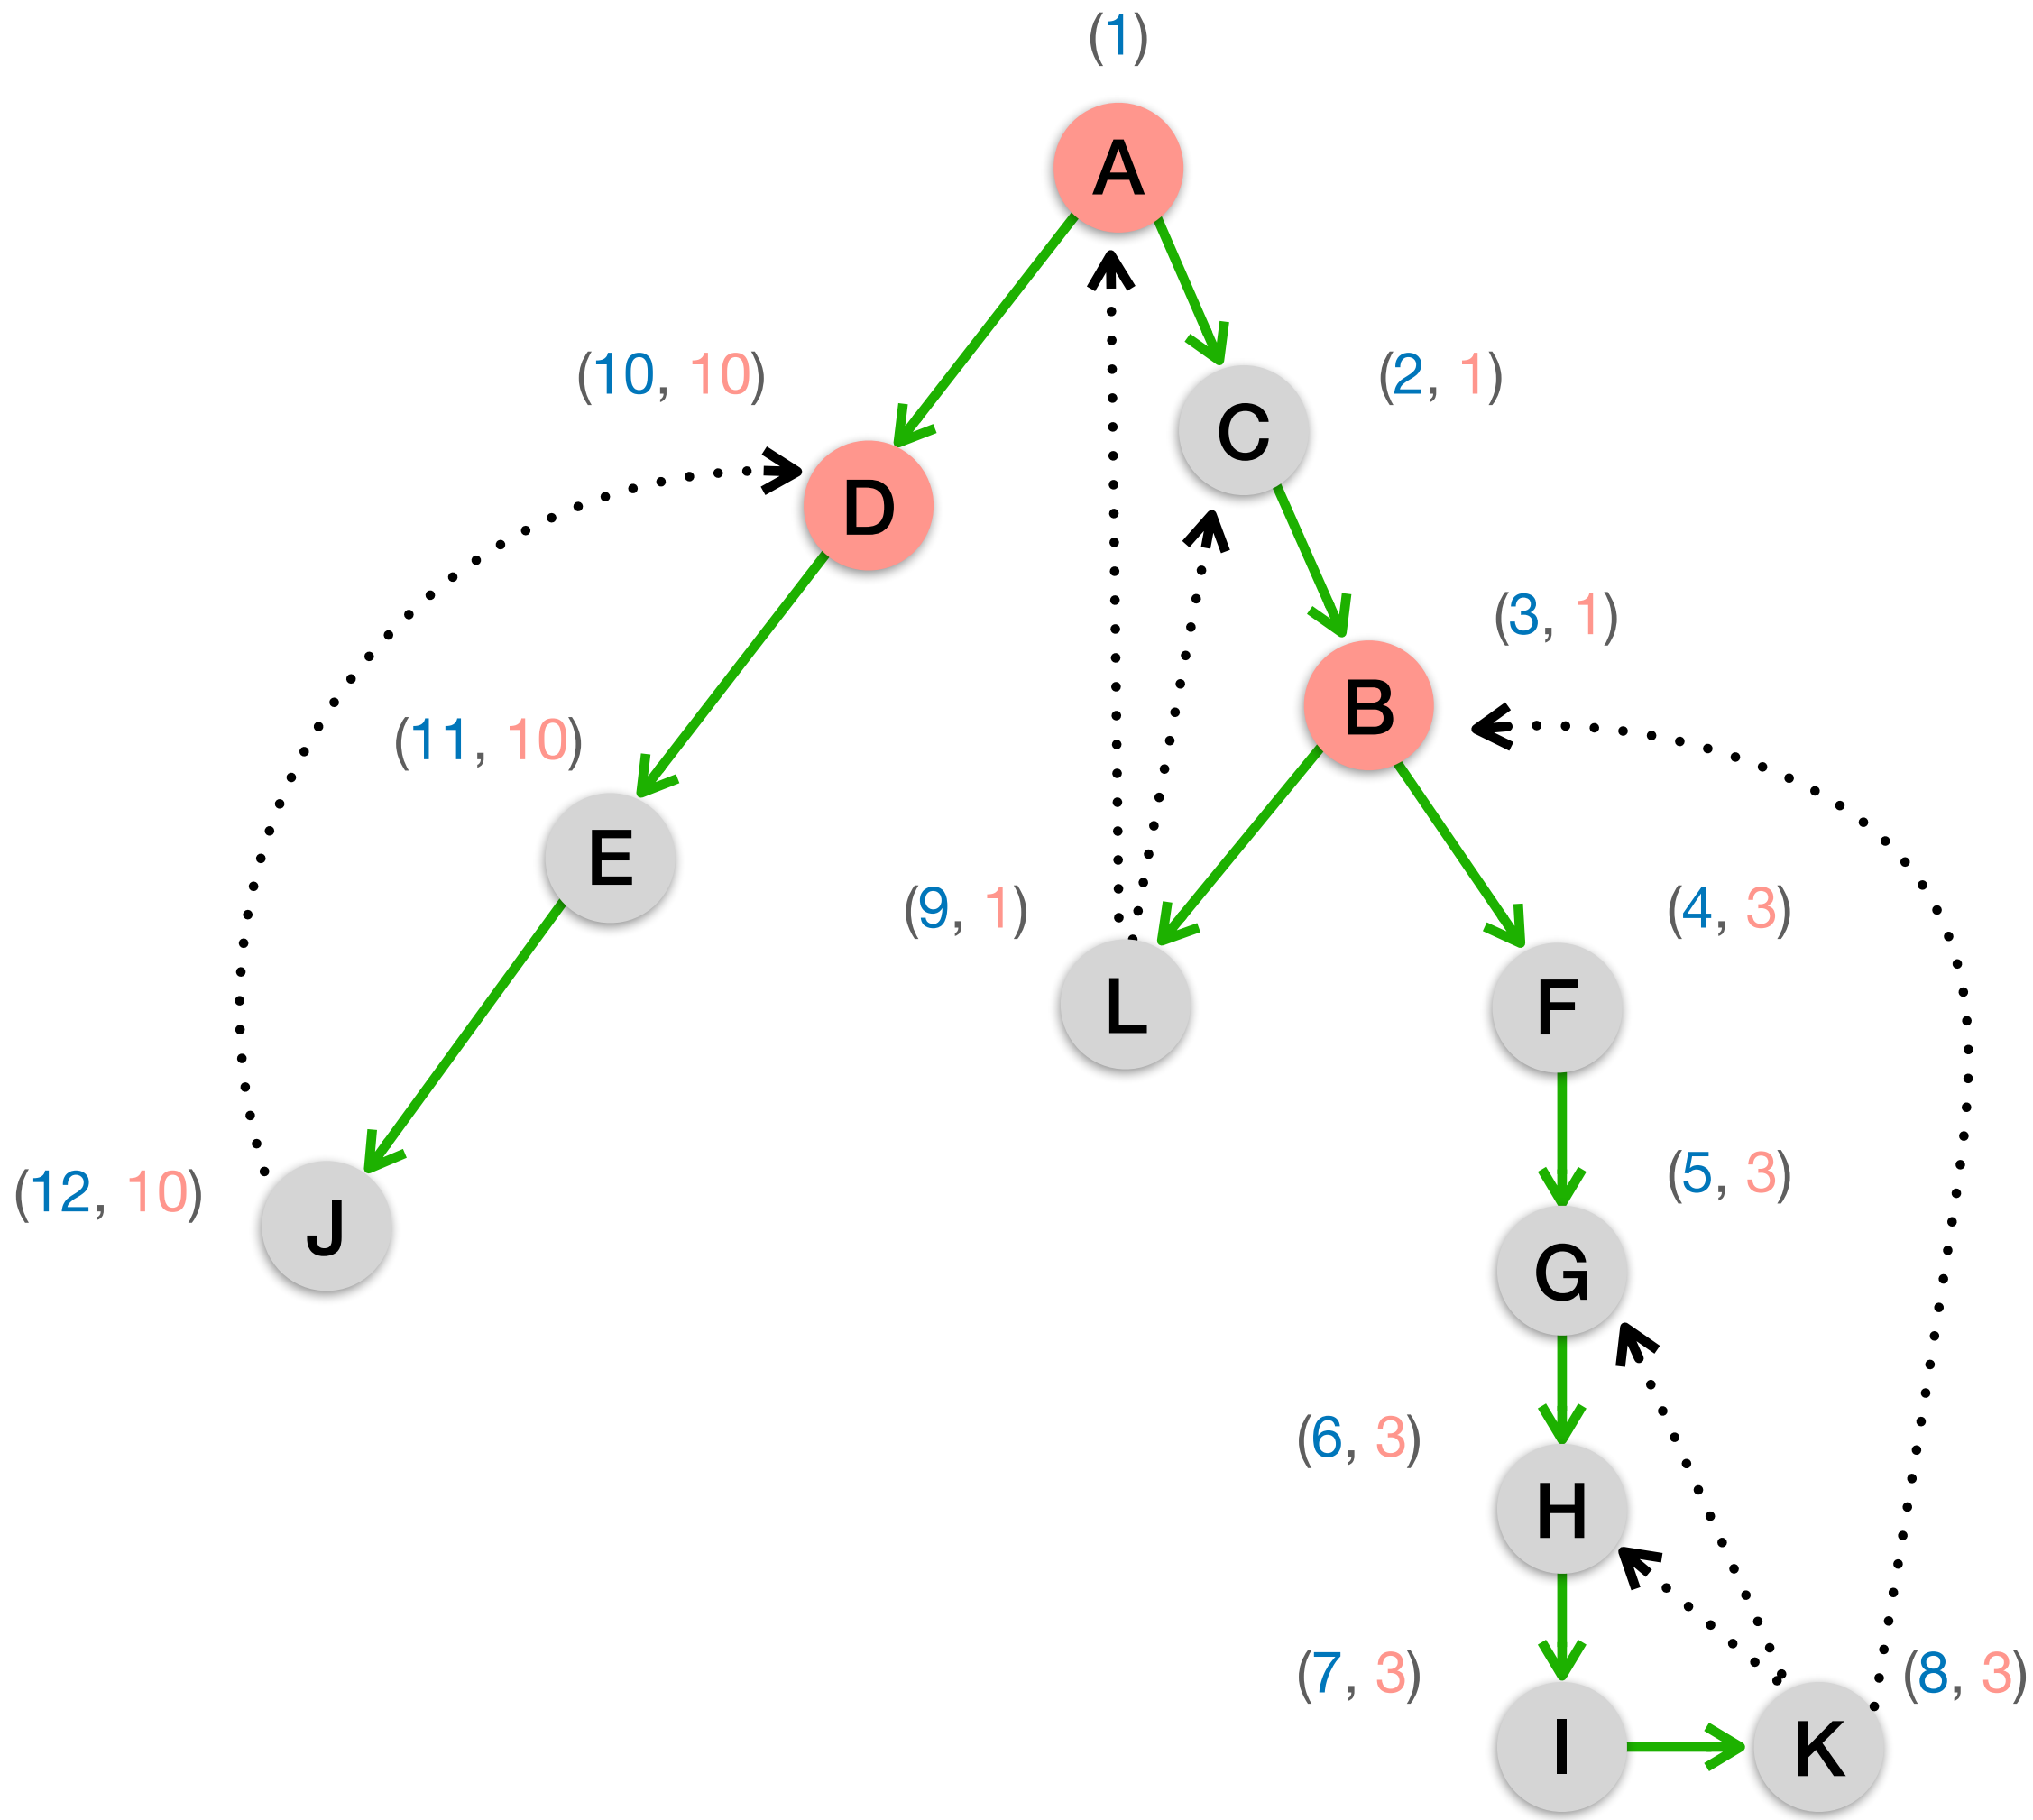 (1)
A
(10, 10)
(2, 1)
C
D
(3, 1)
B
(11, 10)
E
(9, 1)
(4, 3)
L
F
(12, 10)
(5, 3)
J
G
(6, 3)
H
(7, 3)
(8, 3)
I
K